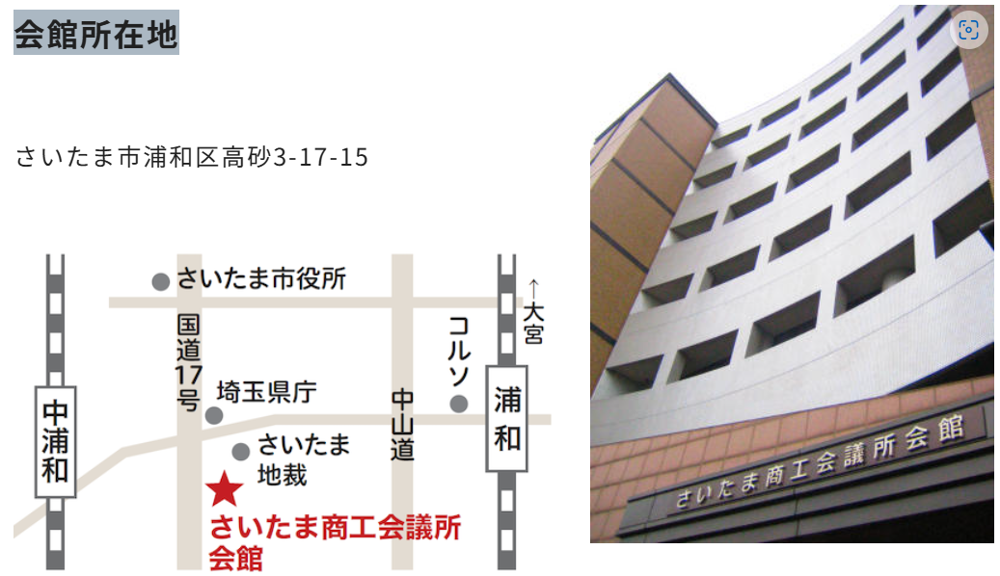 会館所在地
さいたま市浦和区高砂3-17-15
さいたま市役所
国道17号
埼玉県庁
さいたま
地裁
さいたま商工会議所
会館
中浦和
中山道
コルソ
浦和
↑大宮
さいたま商工会議所会館